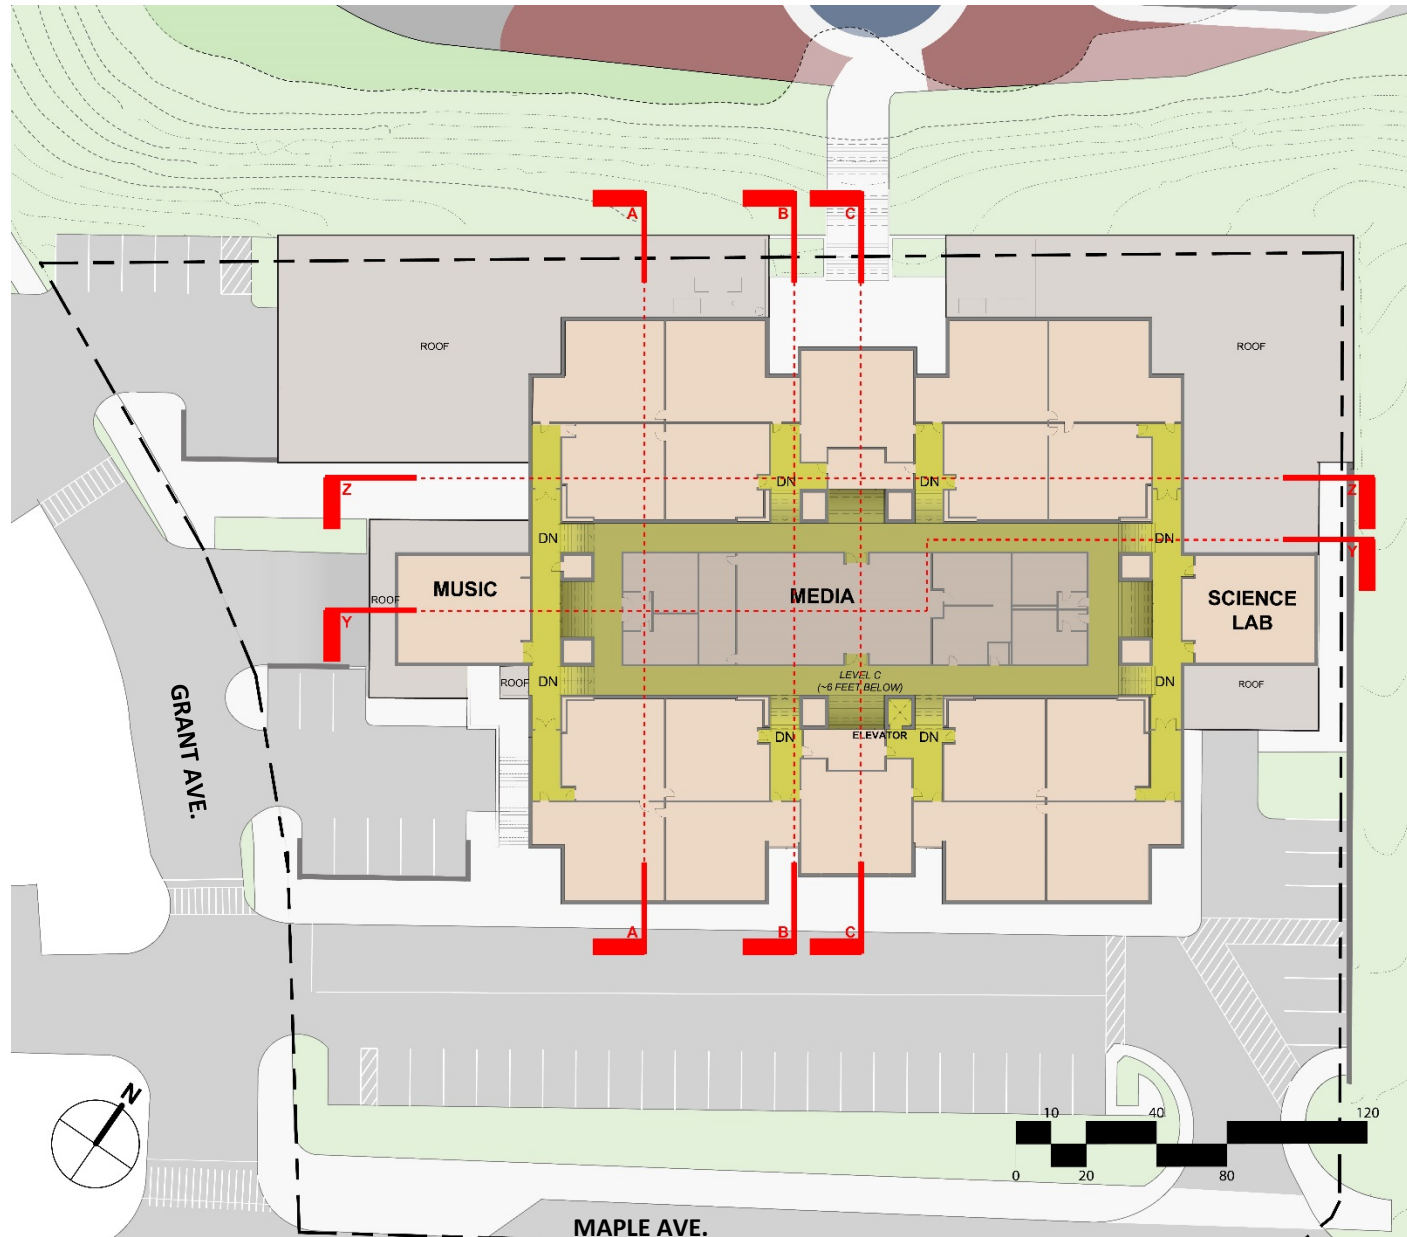 A
B
C
ROOF
ROOF
Z
DN
DN
Z
DN
DN
Y
MUSIC
MEDIA
SCIENCE
LAB
ROOF
Y
LEVEL C
(~6 FEET BELOW)
ROOF
DN
DN
ROOF
GRANT AVE.
DN
ELEVATOR
DN
A
B
C
N
10
40
120
0
20
80
MAPLE AVE.